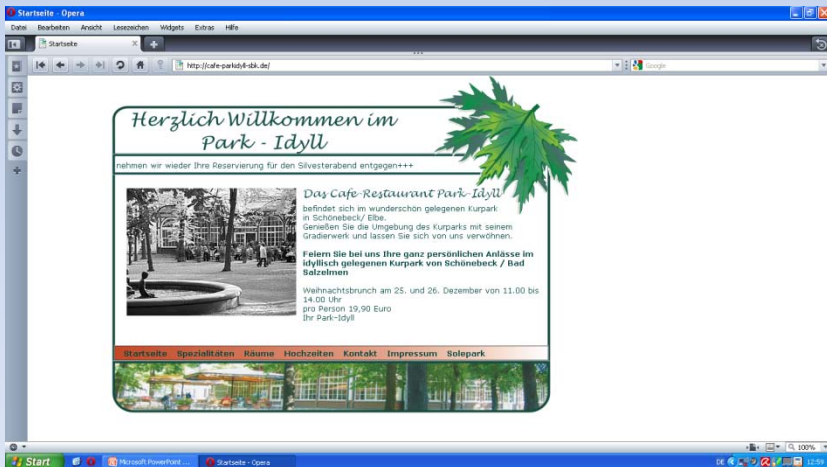 Startseite - Opera
Datei Bearbeiten Ansicht Lesezeichen Widgets Extras Hilfe
Startseite
http://cafe-parkidyll-sbk.de/
Google
Herzlich Willkommen im
Park - Idyll
nehmen wir wieder Ihre Reservierung für den Silvesterabend entgegen+++
Das Cafe-Restaurant Park-Idyll
befindet sich im wunderschön gelegenen Kurpark
in Schönebeck/ Elbe.
Genießen Sie die Umgebung des Kurparks mit seinem
Gradierwerk und lassen Sie sich von uns verwöhnen.
Feiern Sie bei uns Ihre ganz persönlichen Anlässe im
idyllisch gelegenen Kurpark von Schönebeck / Bad
Salzelmen
Weihnachtsbrunch am 25. und 26. Dezember von 11.00 bis
14.00 Uhr
pro Person 19,90 Euro
Ihr Park-Idyll
Startseite Spezialitäten Räume Hochzeiten Kontakt Impressum Solepark
100%
Start Microsoft PowerPoint ... Startseite - Opera DE 12:59